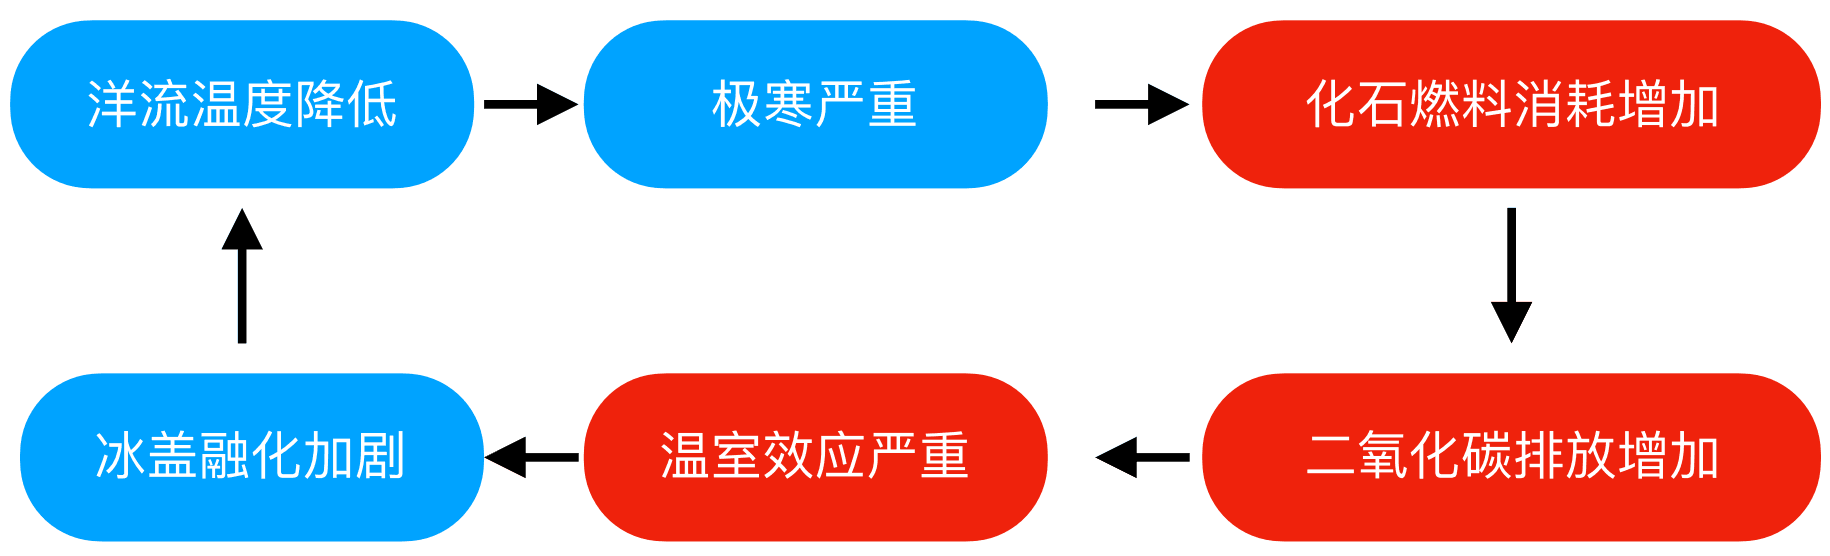 洋流温度降低
极寒严重
化石燃料消耗增加
冰盖融化加剧
温室效应严重
二氧化碳排放增加